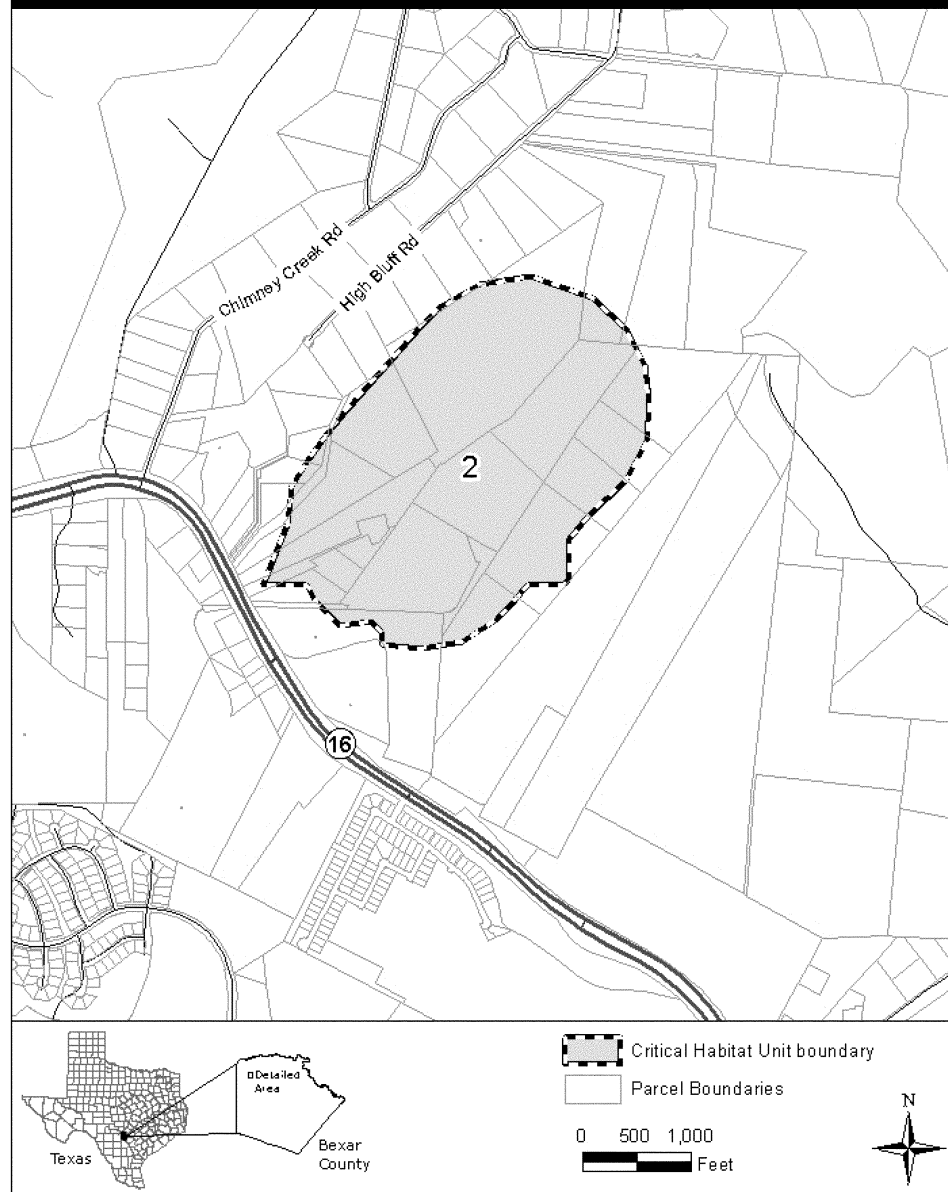 Chimney Creek Rd
High Bluff Rd
2
16
Texas
Detailed
Area
Bexar
County
Critical Habitat Unit boundary
Parcel Boundaries
0 500 1,000
Feet
N